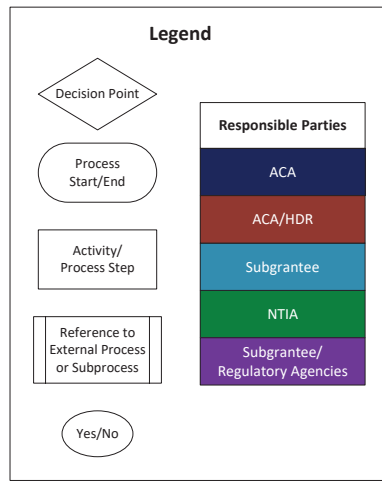 Legend
Decision Point
Process
Start/End
Activity/
Process Step
Reference to
External Process
or Subprocess
Yes/No
Responsible Parties
ACA
ACA/HDR
Subgrantee
NTIA
Subgrantee/
Regulatory Agencies